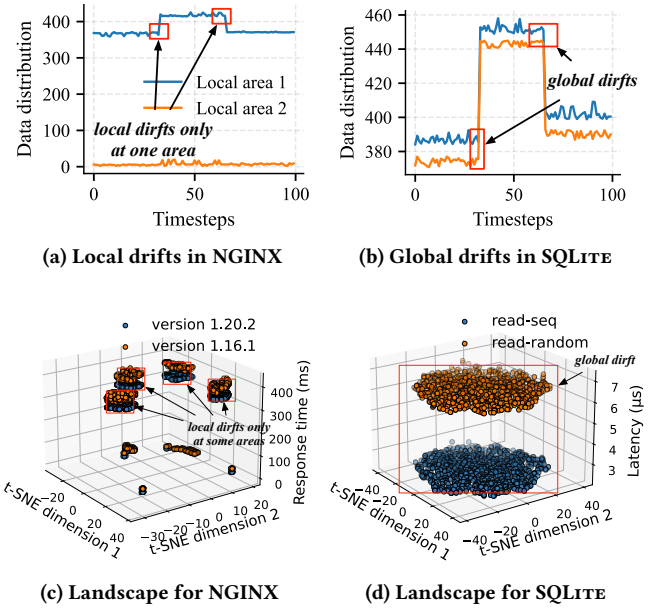 400
300
200
100
0
Data distribution
Local area 1
Local area 2
local dirfts only
at one area
0
50
100
Timesteps
(a) Local drifts in NGINX
460
440
420
400
380
Data distribution
global dirfts
0
50
100
Timesteps
(b) Global drifts in SQLITE
version 1.20.2
version 1.16.1
local dirfts only
at some areas
400
300
200
100
0
Response time (ms)
−20
0
20
40
t-SNE dimension 1
−30
−20
−10
0
10
20
t-SNE dimension 2
(c) Landscape for NGINX
read-seq
read-random
global dirft
7
6
5
4
3
Latency (μs)
−40
−20
0
20
40
t-SNE dimension 1
−40
−20
0
20
40
t-SNE dimension 2
(d) Landscape for SQLITE